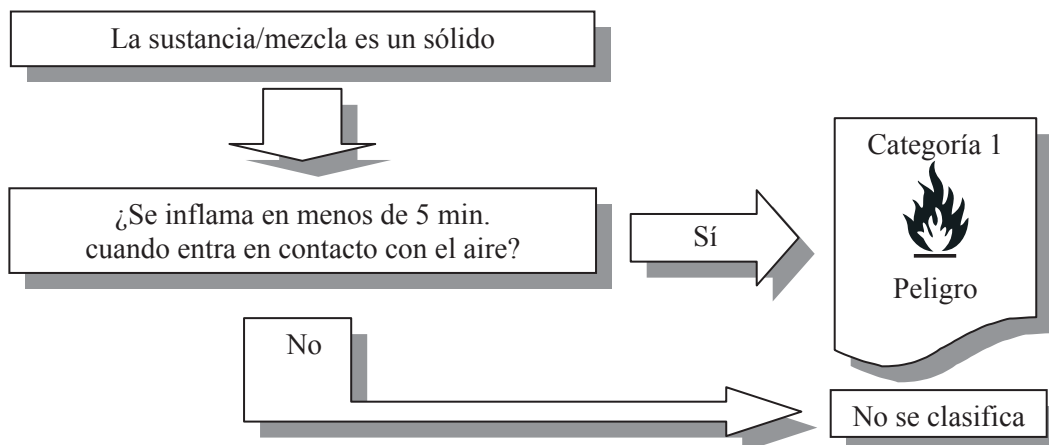 La sustancia/mezcla es un sólido
¿Se inflama en menos de 5 min.
cuando entra en contacto con el aire?
Sí
Categoría 1
Peligro
No
No se clasifica